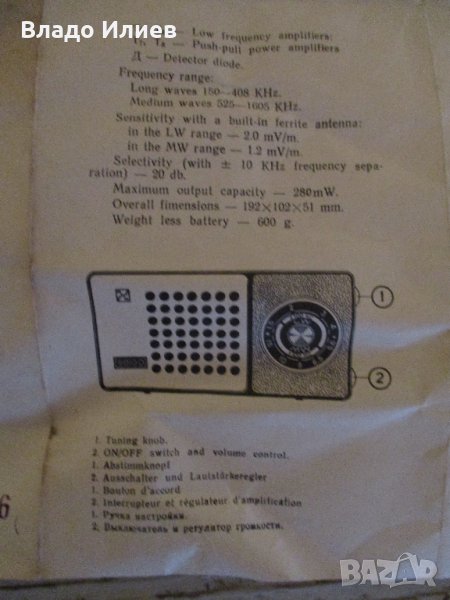 Владо Илиев
— Low frequency amplifiers:
— Push-pull power amplifiers
Д — Detector diode.
Frequency range:
Long waves 150—408 KHz.
Medium waves 525—1605 KHz.
Sensitivity with a built-in ferrite antenna:
in the LW range — 2.0 mV/m.
in the MW range — 1.2 mV/m.
Selectivity (with ± 10 KHz frequency sepa-
ration) — 20 db.
Maximum output capacity — 280mW.
Overall fimensions — 192×102×51 mm.
Weight less battery — 600 g.
1
2
1. Tuning knob.
2. ON/OFF switch and volume control.
1. Abstimmknopf
2. Ausschalter und Lautstärkeregler
1. Bouton d'accord
2. Interrupteur et régulateur d'amplification
1. Ручка настройки.
2. Выключатель и регулятор громкости.
6
BAZAR.bg